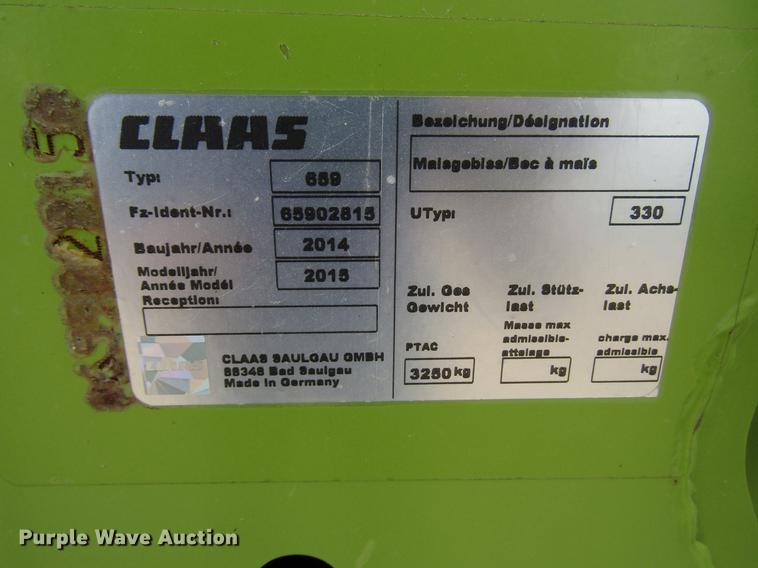 CLAAS
Typ: 659
Fz-Ident-Nr.: 65902815
Baujahr/Année 2014
Modelljahr/
Année Modél 2015
Reception:
CLAAS
CLAAS SAULGAU GMBH
88348 Bad Saulgau
Made in Germany
Bezeichung/Désignation
Maisgebiss/Bec à maïs
UTyp: 330
Zul. Ges
Gewicht
PTAC
3250 kg
Zul. Stütz-
last
Masse max
admissible-
attelage
kg
Zul. Achs-
last
charge max.
admissible
kg
Purple Wave Auction